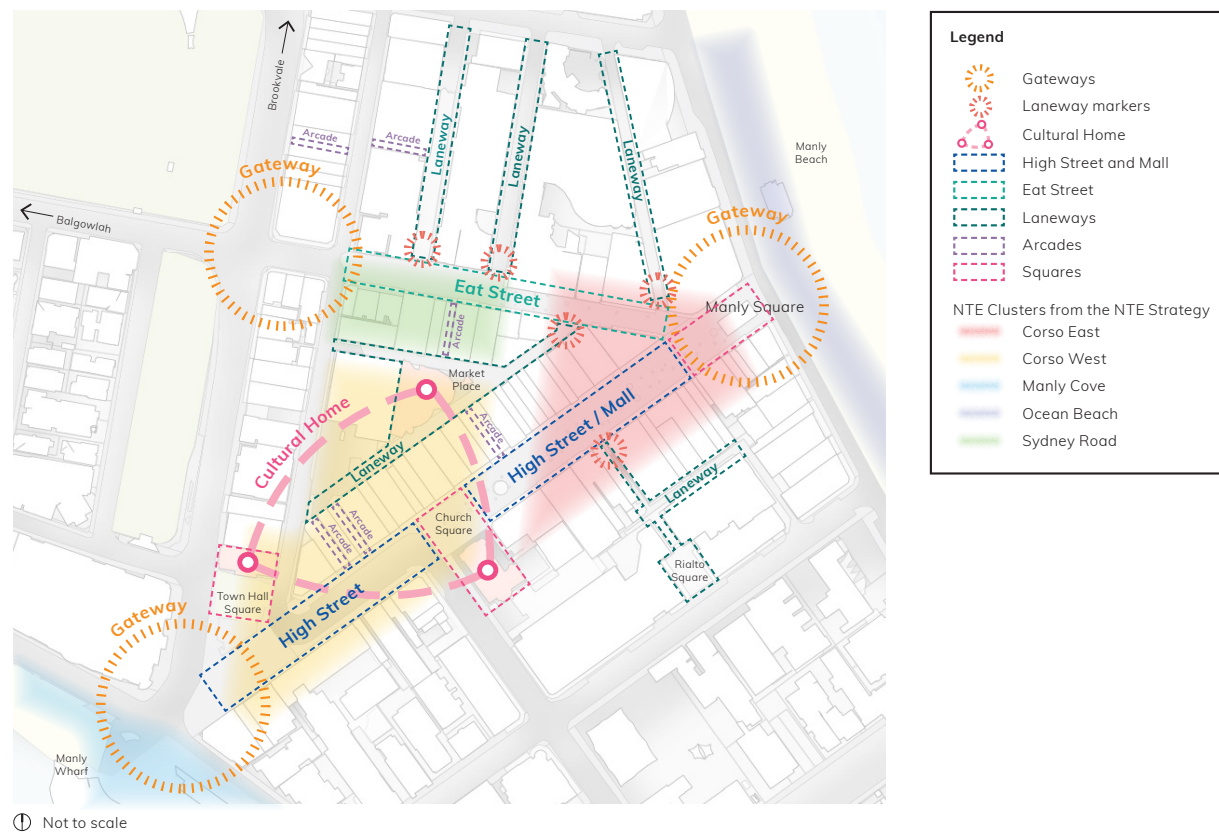 Brookvale
Arcade
Arcade
Laneway
Laneway
Laneway
Manly
Beach
Gateway
Balgowlah
Gateway
Eat Street
Manly Square
Arcade
Market
Place
Cultural Home
High Street / Mall
Arcade
Laneway
Laneway
Church
Square
Arcade
Arcade
Rialto
Square
Town Hall
Square
High Street
Gateway
Manly
Wharf
Not to scale
Legend
Gateways
Laneway markers
Cultural Home
High Street and Mall
Eat Street
Laneways
Arcades
Squares
NTE Clusters from the NTE Strategy
Corso East
Corso West
Manly Cove
Ocean Beach
Sydney Road